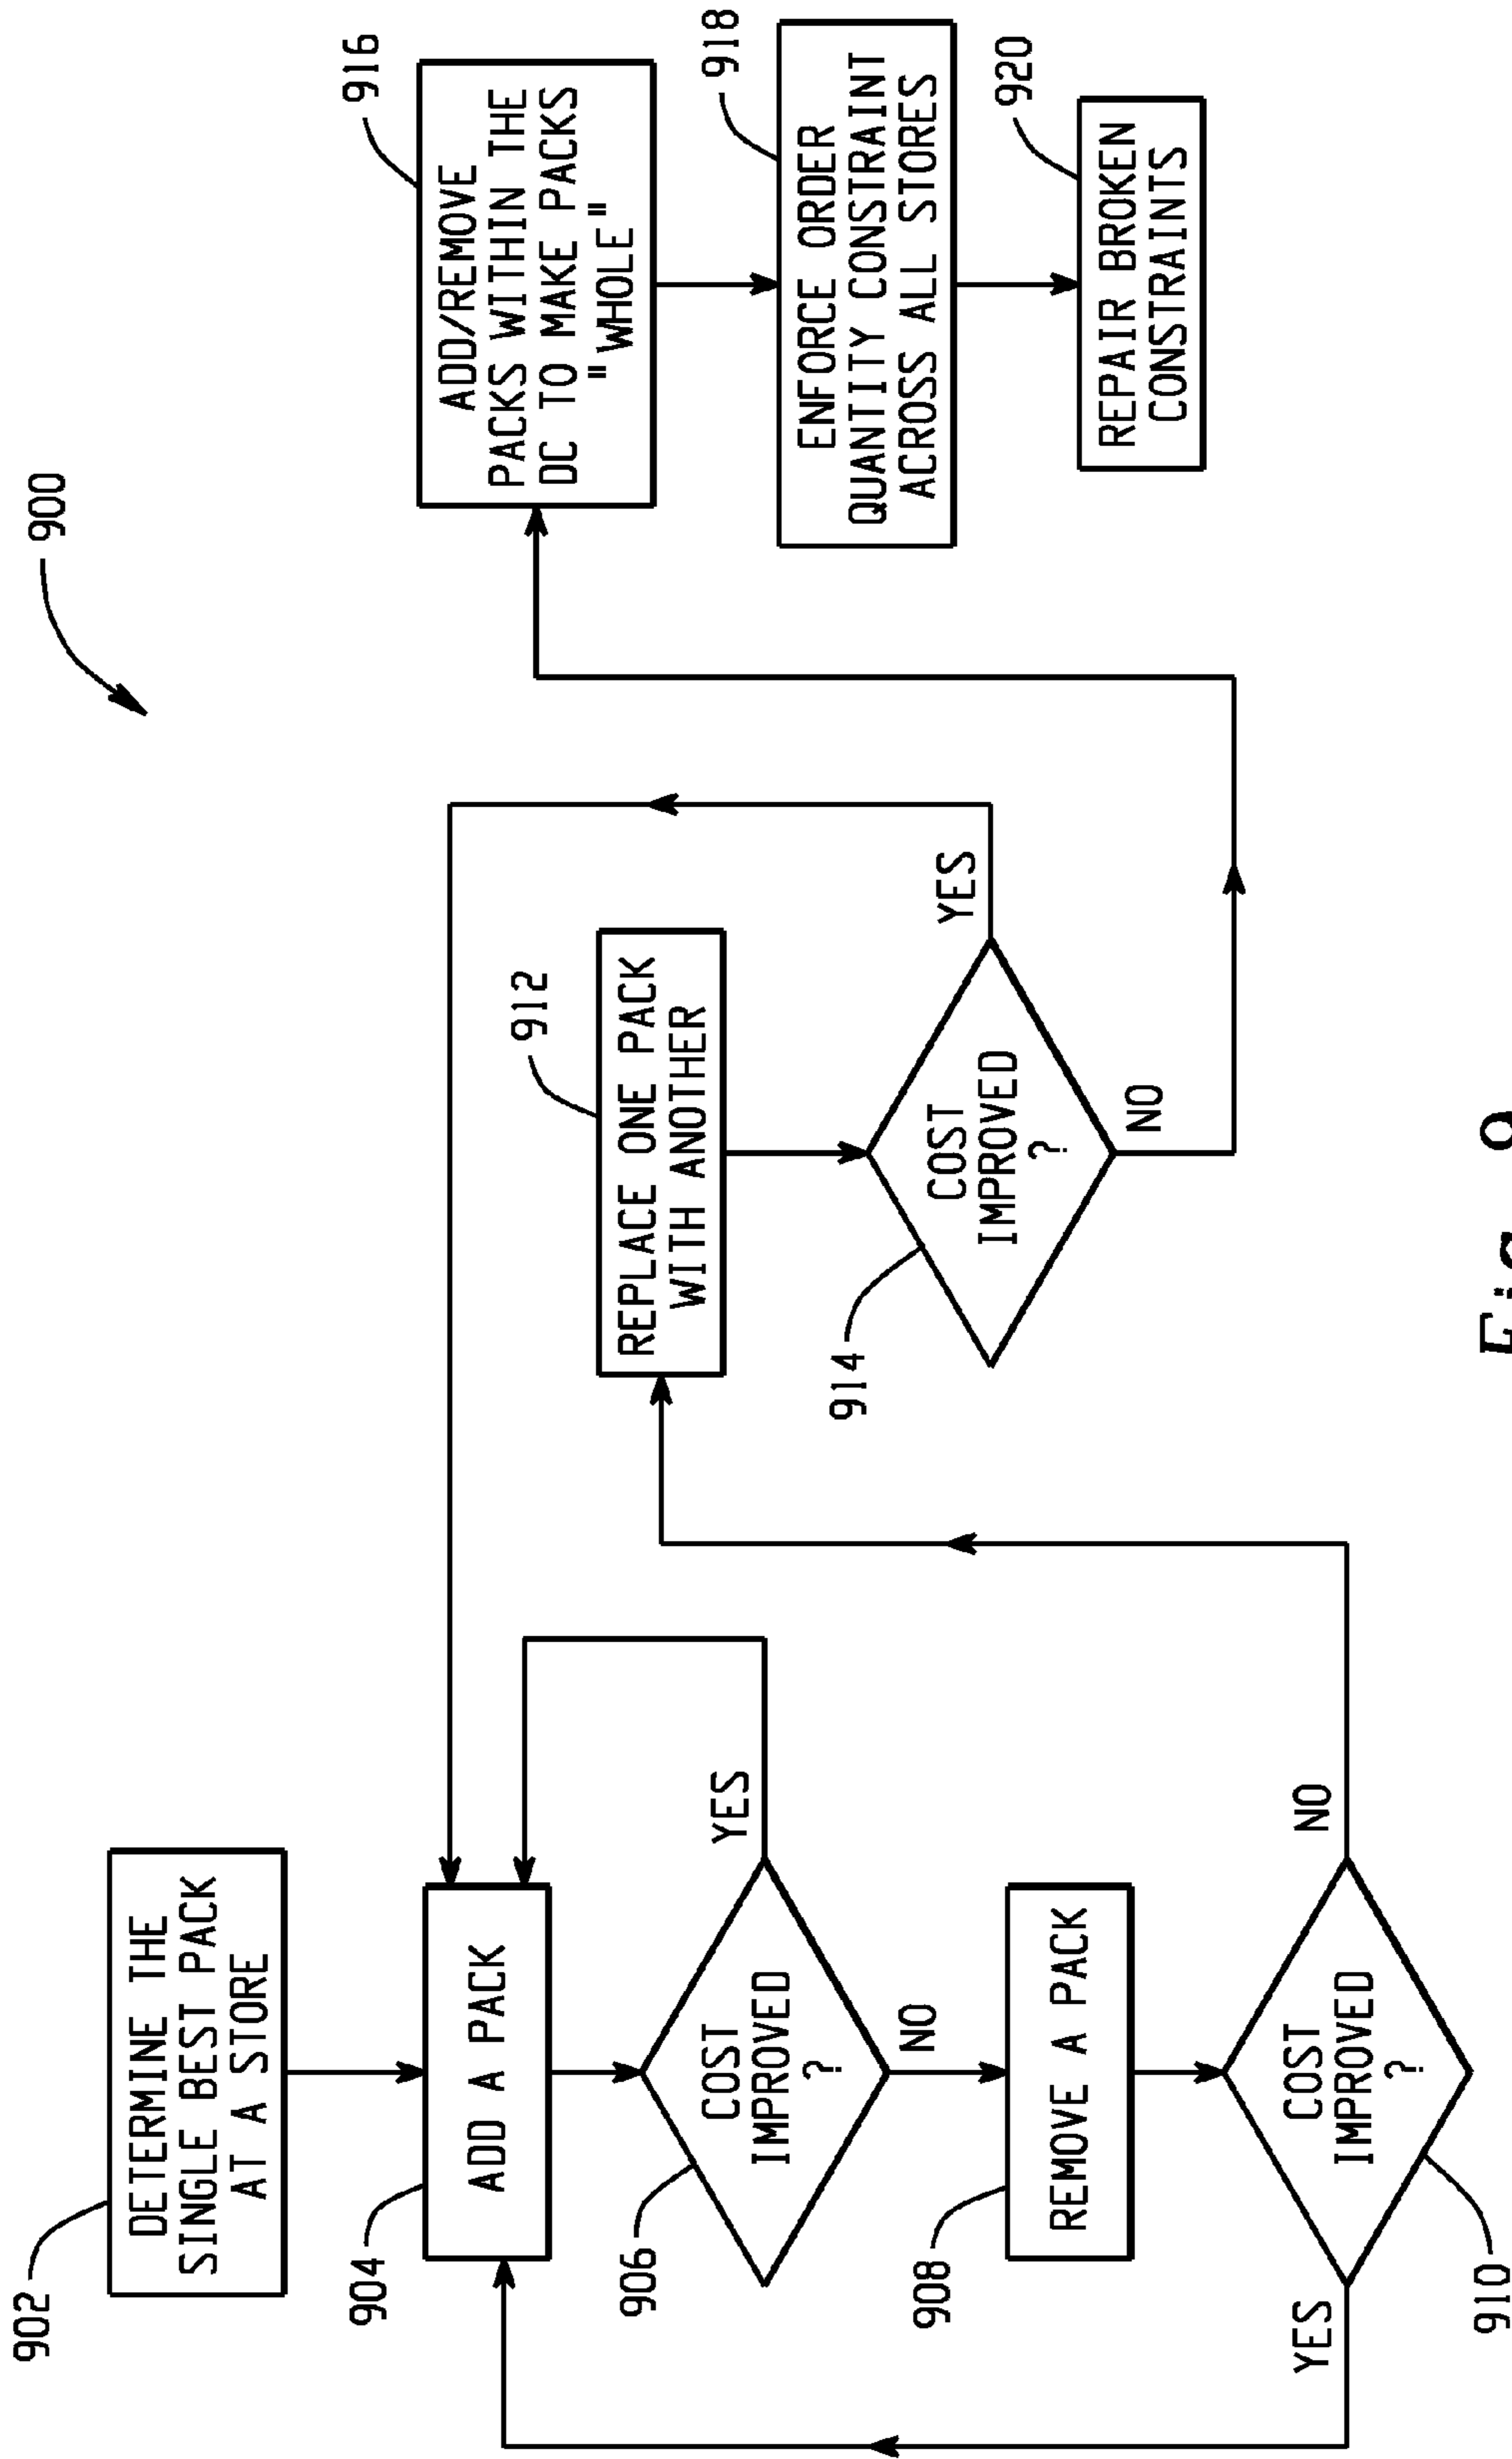 900
902
DETERMINE THE
SINGLE BEST PACK
AT A STORE
904
ADD A PACK
906
COST
IMPROVED
?
YES
NO
908
REMOVE A PACK
910
COST
IMPROVED
?
YES
NO
912
REPLACE ONE PACK
WITH ANOTHER
914
COST
IMPROVED
?
YES
NO
916
ADD/REMOVE
PACKS WITHIN THE
DC TO MAKE PACKS
"WHOLE"
918
ENFORCE ORDER
QUANTITY CONSTRAINT
ACROSS ALL STORES
920
REPAIR BROKEN
CONSTRAINTS